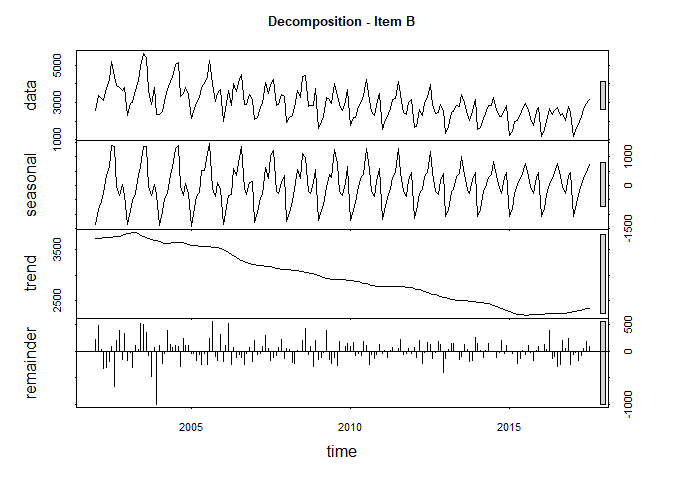 Decomposition - Item B
data
1000 3000 5000
seasonal
-1500 0 1000
trend
2500 3500
remainder
-1000 0 500
2005 2010 2015
time